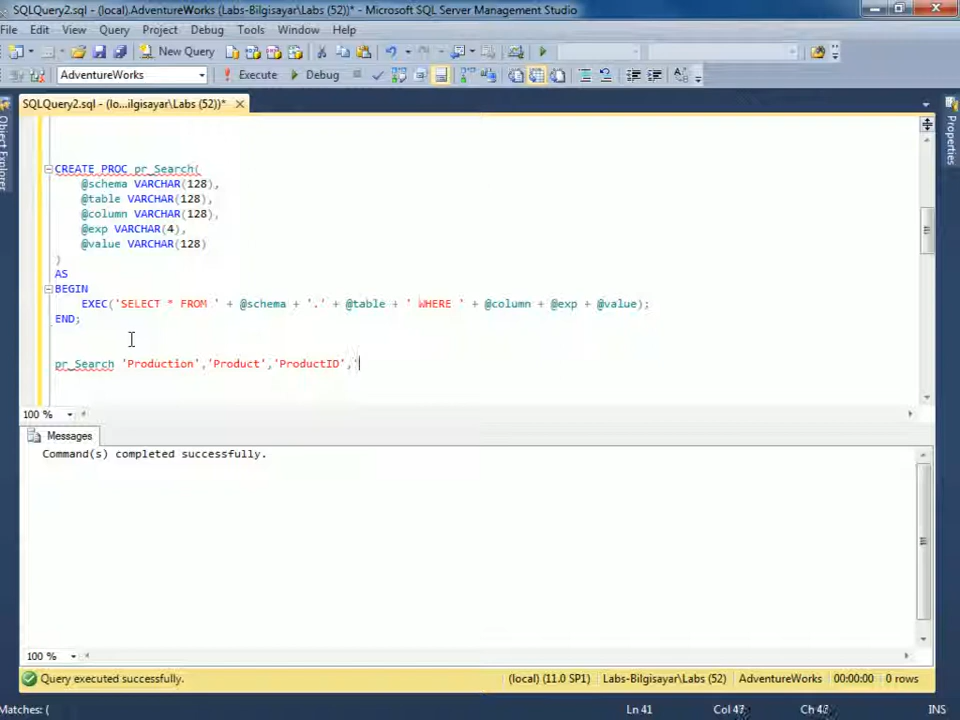 SQLQuery2.sql - (local).AdventureWorks (Labs-Bilgisayar\Labs (52))* - Microsoft SQL Server Management Studio
File Edit View Query Project Debug Tools Window Help
New Query
AdventureWorks Execute Debug
SQLQuery2.sql - (lo...ilgisayar\Labs (52))*
Object Explorer
Properties
CREATE PROC pr_Search(
@schema VARCHAR(128),
@table VARCHAR(128),
@column VARCHAR(128),
@exp VARCHAR(4),
@value VARCHAR(128)
)
AS
BEGIN
EXEC('SELECT * FROM ' + @schema + '.' + @table + ' WHERE ' + @column + @exp + @value);
END;
pr_Search 'Production','Product','ProductID','
100 %
Messages
Command(s) completed successfully.
100 %
Query executed successfully. (local) (11.0 SP1) Labs-Bilgisayar\Labs (52) AdventureWorks 00:00:00 0 rows
Matches: ( Ln 41 Col 47 Ch INS